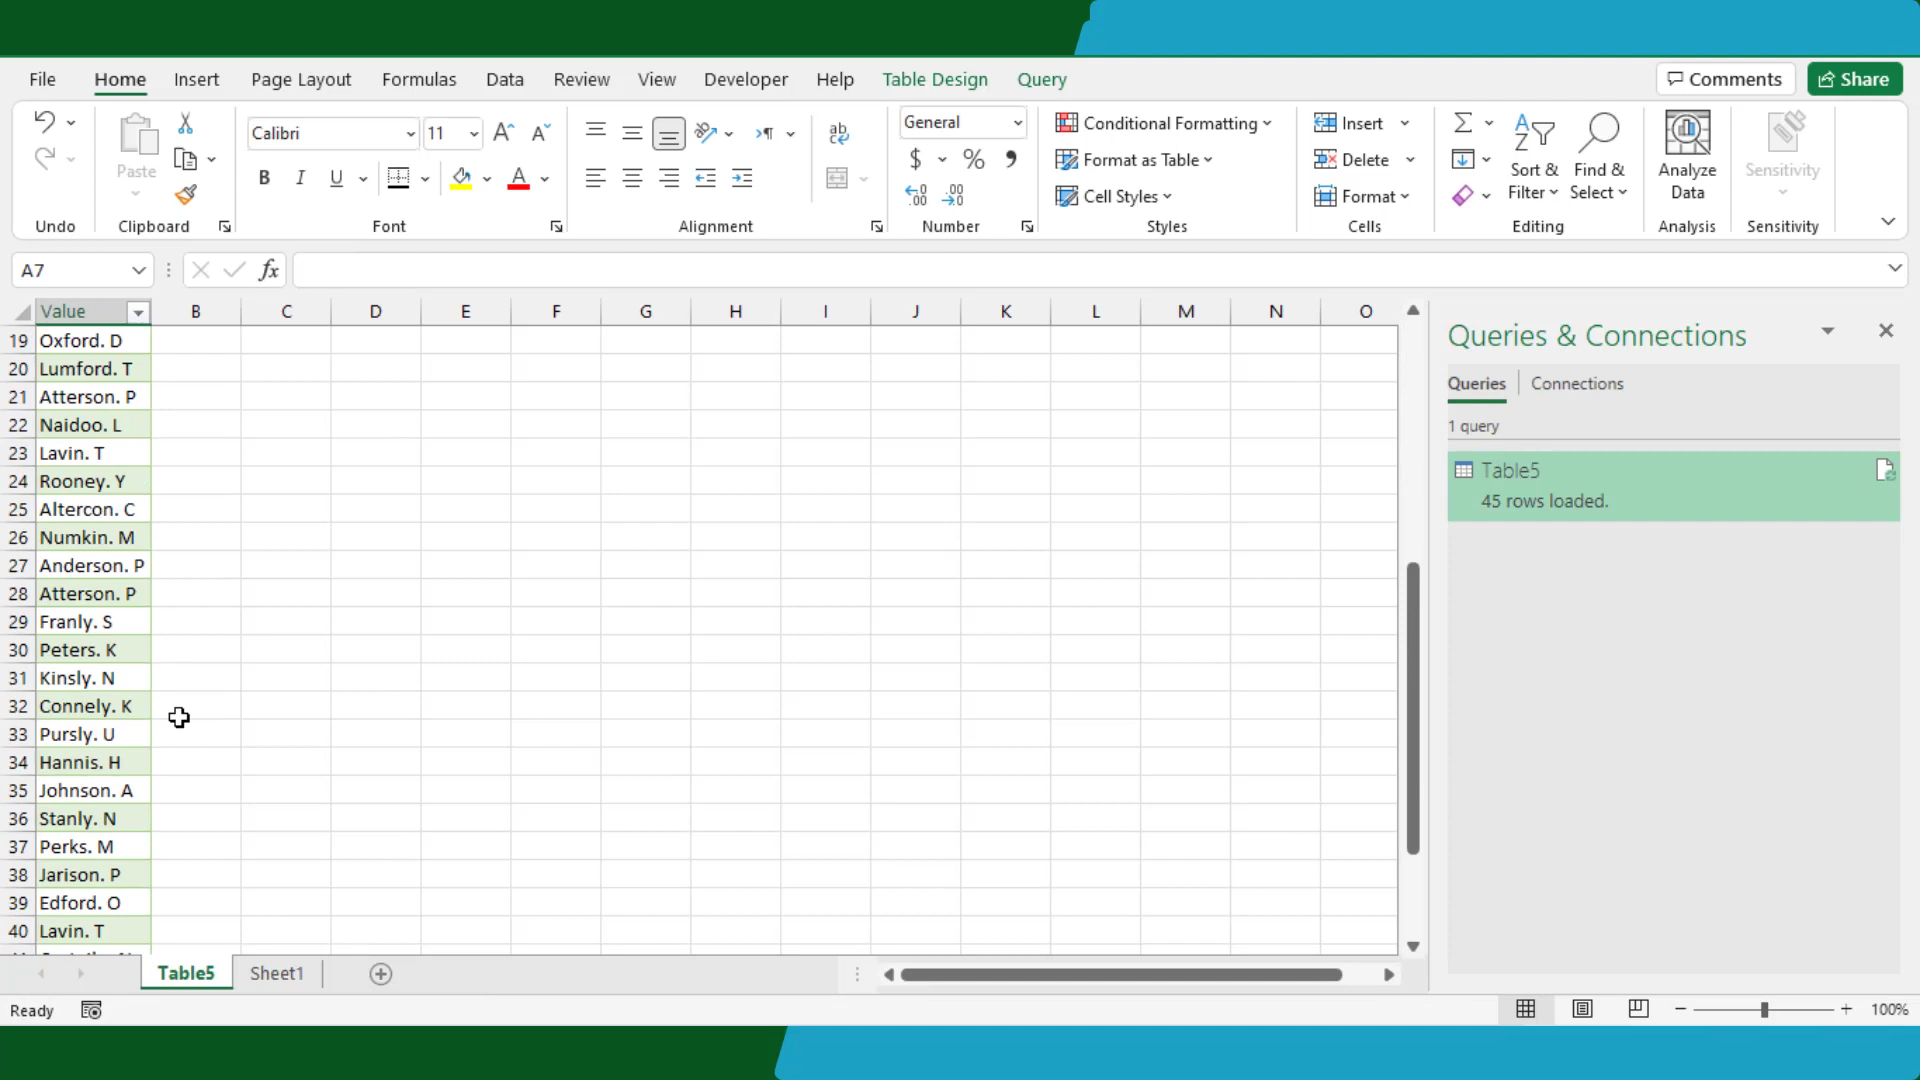 File Home Insert Page Layout Formulas Data Review View Developer Help Table Design Query Comments Share
Paste
Undo
Clipboard
Calibri 11
B I U A
Font
ab
Alignment
General
$ % 9
Number
Conditional Formatting
Format as Table
Cell Styles
Styles
Insert
Delete
Format
Cells
Sort & Filter
Find & Select
Editing
Analyze Data
Analysis
Sensitivity
Sensitivity
A7 fx
Value B C D E F G H I J K L M N O
19 Oxford. D
20 Lumford. T
21 Atterson. P
22 Naidoo. L
23 Lavin. T
24 Rooney. Y
25 Altercon. C
26 Numkin. M
27 Anderson. P
28 Atterson. P
29 Franly. S
30 Peters. K
31 Kinsly. N
32 Connely. K
33 Pursly. U
34 Hannis. H
35 Johnson. A
36 Stanly. N
37 Perks. M
38 Jarison. P
39 Edford. O
40 Lavin. T
Queries & Connections
Queries Connections
1 query
Table5
45 rows loaded.
Table5 Sheet1
Ready 100%